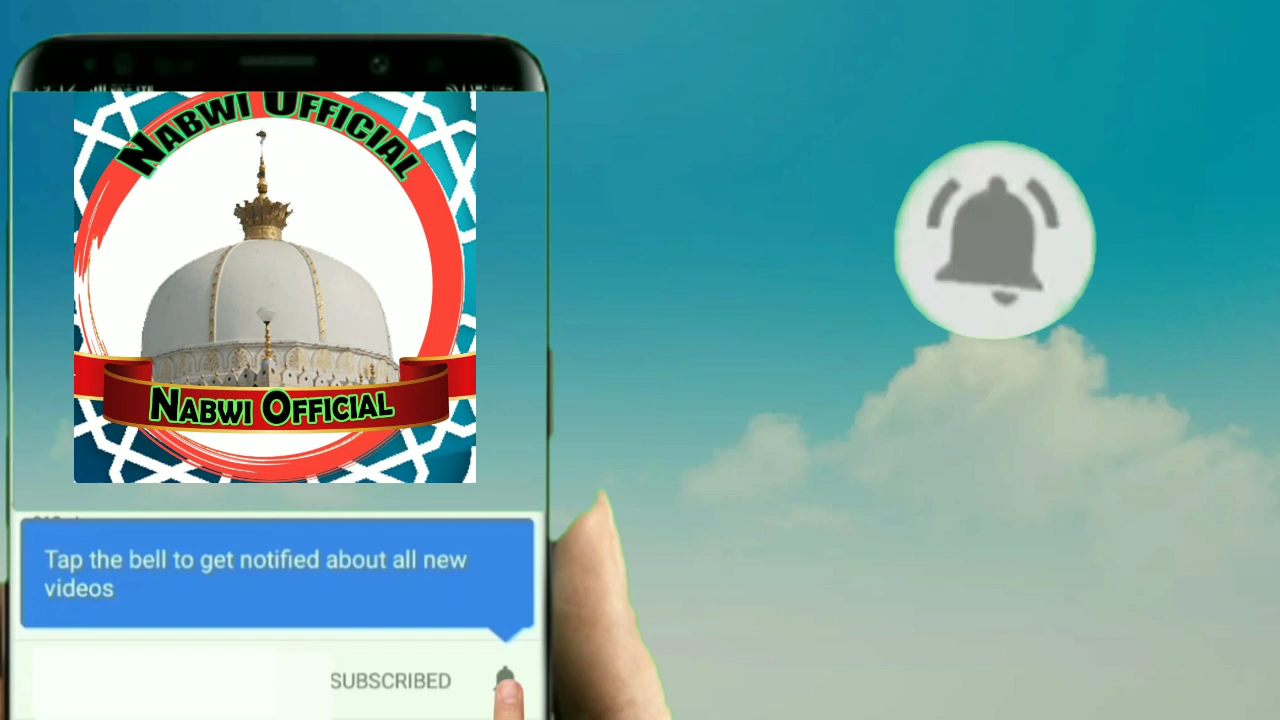 NABWI OFFICIAL
NABWI OFFICIAL
Tap the bell to get notified about all new
videos
SUBSCRIBED